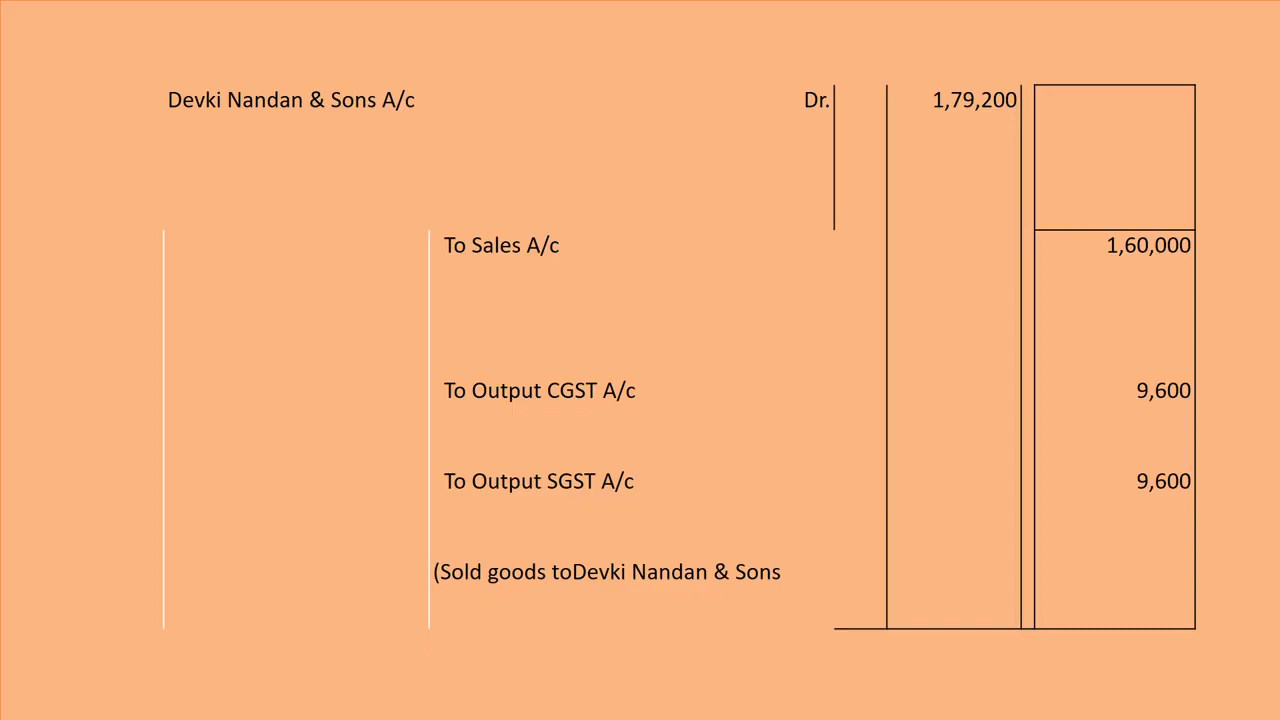 Devki Nandan & Sons A/c Dr. 1,79,200
To Sales A/c 1,60,000
To Output CGST A/c 9,600
To Output SGST A/c 9,600
(Sold goods toDevki Nandan & Sons